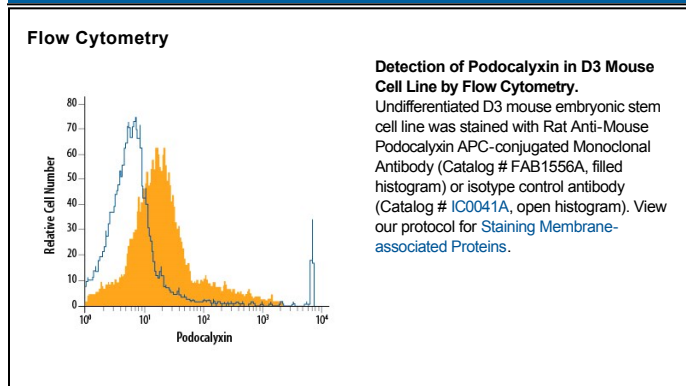 Flow Cytometry
Detection of Podocalyxin in D3 Mouse
Cell Line by Flow Cytometry.
Undifferentiated D3 mouse embryonic stem
cell line was stained with Rat Anti-Mouse
Podocalyxin APC-conjugated Monoclonal
Antibody (Catalog # FAB1556A, filled
histogram) or isotype control antibody
(Catalog # IC0041A, open histogram). View
our protocol for Staining Membrane-
associated Proteins.
Relative Cell Number
80
70
60
50
40
30
20
10
0
10⁰ 10¹ 10² 10³ 10⁴
Podocalyxin